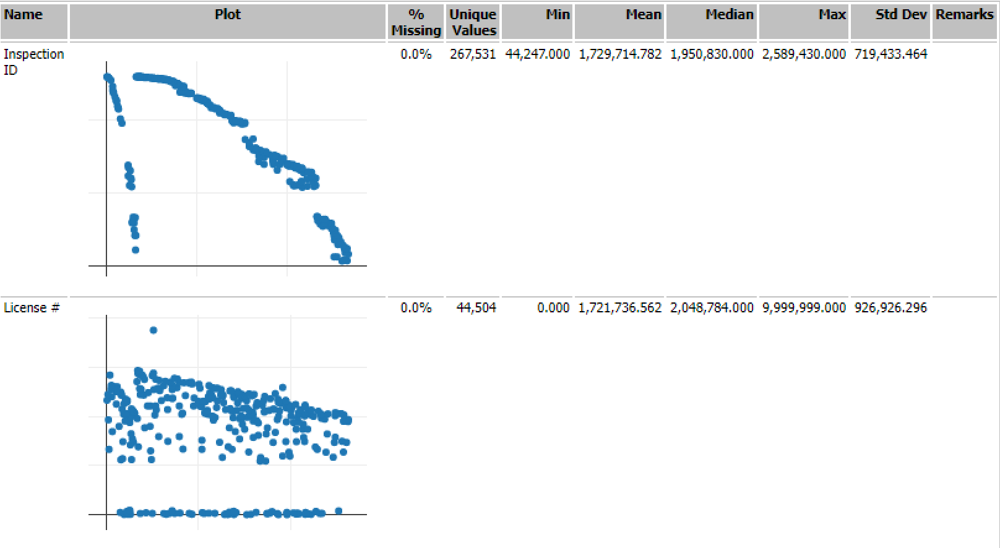 Name Plot % Missing Unique Values Min Mean Median Max Std Dev Remarks
Inspection ID 0.0% 267,531 44,247.000 1,729,714.782 1,950,830.000 2,589,430.000 719,433.464
License # 0.0% 44,504 0.000 1,721,736.562 2,048,784.000 9,999,999.000 926,926.296